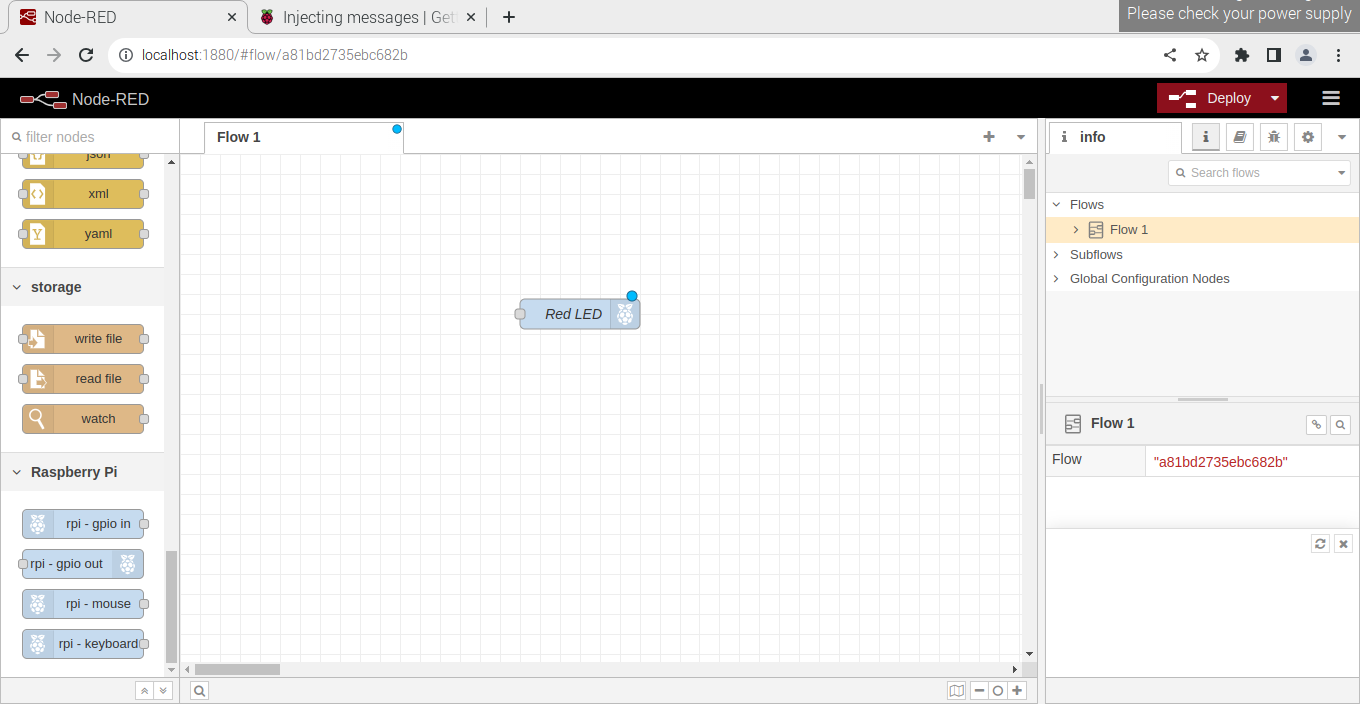 Node-RED
Injecting messages | Get
Please check your power supply
localhost:1880/#flow/a81bd2735ebc682b
Node-RED
Deploy
filter nodes
Flow 1
info
Search flows
json
xml
yaml
storage
write file
read file
watch
Raspberry Pi
rpi - gpio in
rpi - gpio out
rpi - mouse
rpi - keyboard
Red LED
Flows
Flow 1
Subflows
Global Configuration Nodes
Flow 1
Flow
"a81bd2735ebc682b"